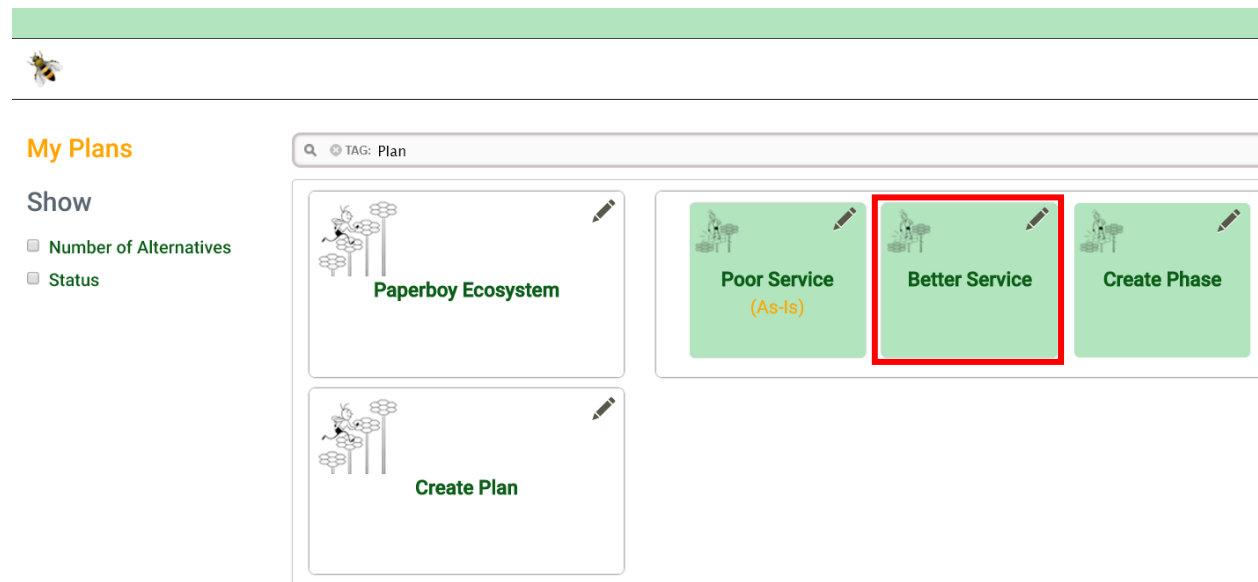 My Plans
TAG: Plan
Show
Number of Alternatives
Status
Paperboy Ecosystem
Poor Service
(As-Is)
Better Service
Create Phase
Create Plan